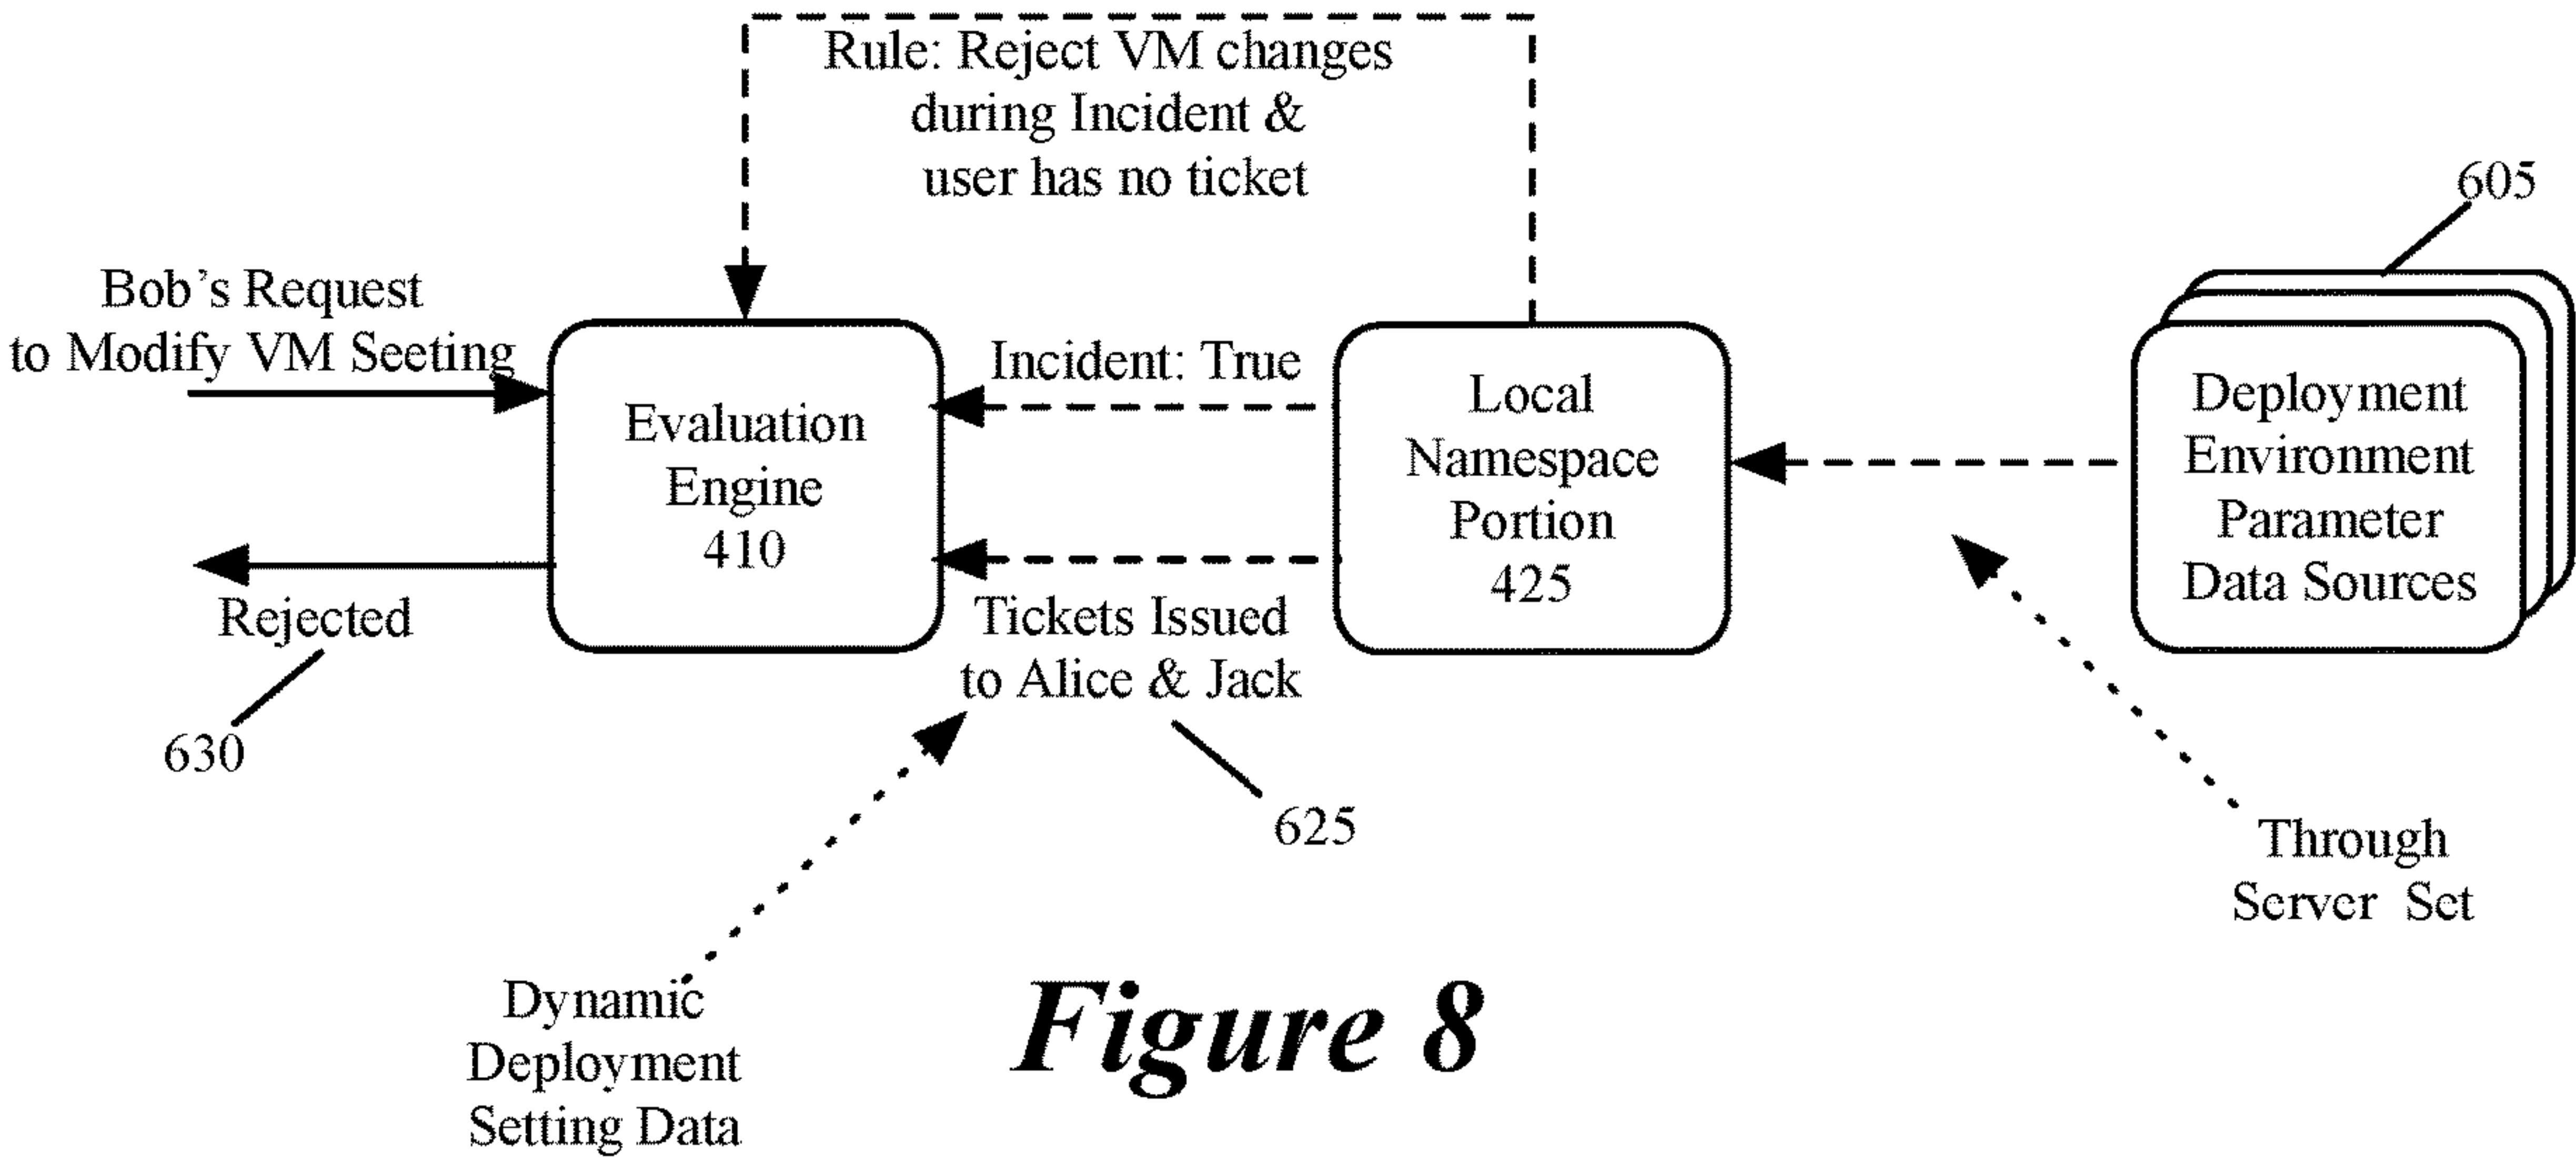 Rule: Reject VM changes
during Incident &
user has no ticket
605
Bob's Request
to Modify VM Seeting
Incident: True
Evaluation
Engine
410
Local
Namespace
Portion
425
Deployment
Environment
Parameter
Data Sources
Rejected
630
Tickets Issued
to Alice & Jack
625
Through
Server Set
Dynamic
Deployment
Setting Data
Figure 8